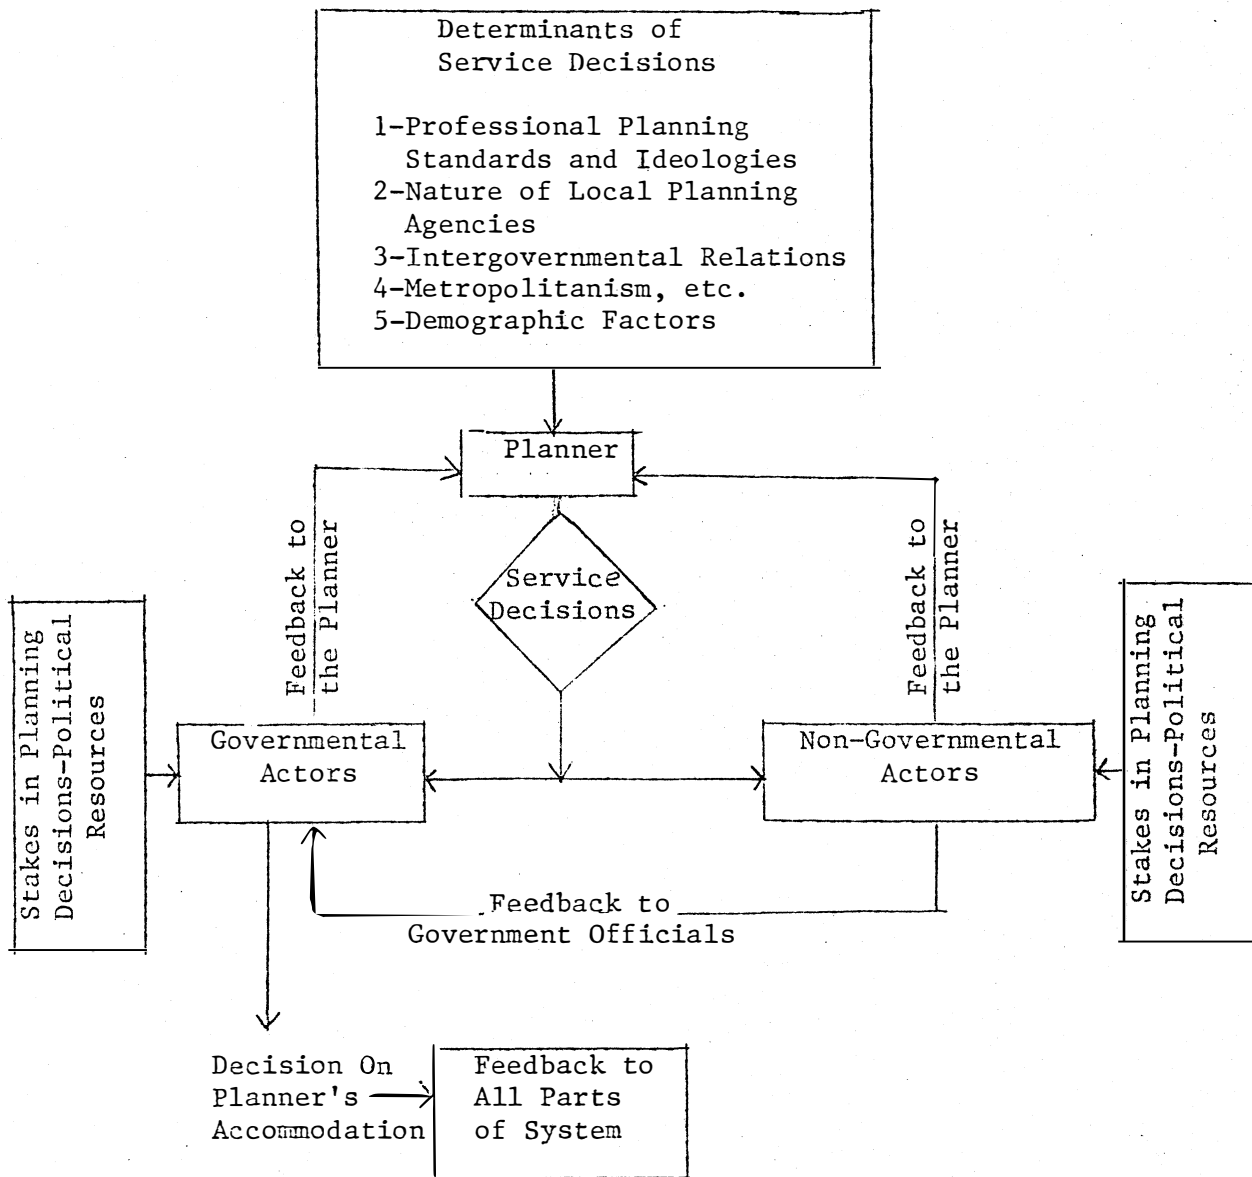 Determinants of
Service Decisions
1-Professional Planning
Standards and Ideologies
2-Nature of Local Planning
Agencies
3-Intergovernmental Relations
4-Metropolitanism, etc.
5-Demographic Factors
Planner
Feedback to
the Planner
Service
Decisions
Feedback to
the Planner
Stakes in Planning
Decisions-Political
Resources
Governmental
Actors
Non-Governmental
Actors
Stakes in Planning
Decisions-Political
Resources
Feedback to
Government Officials
Decision On
Planner's
Accommodation
Feedback to
All Parts
of System